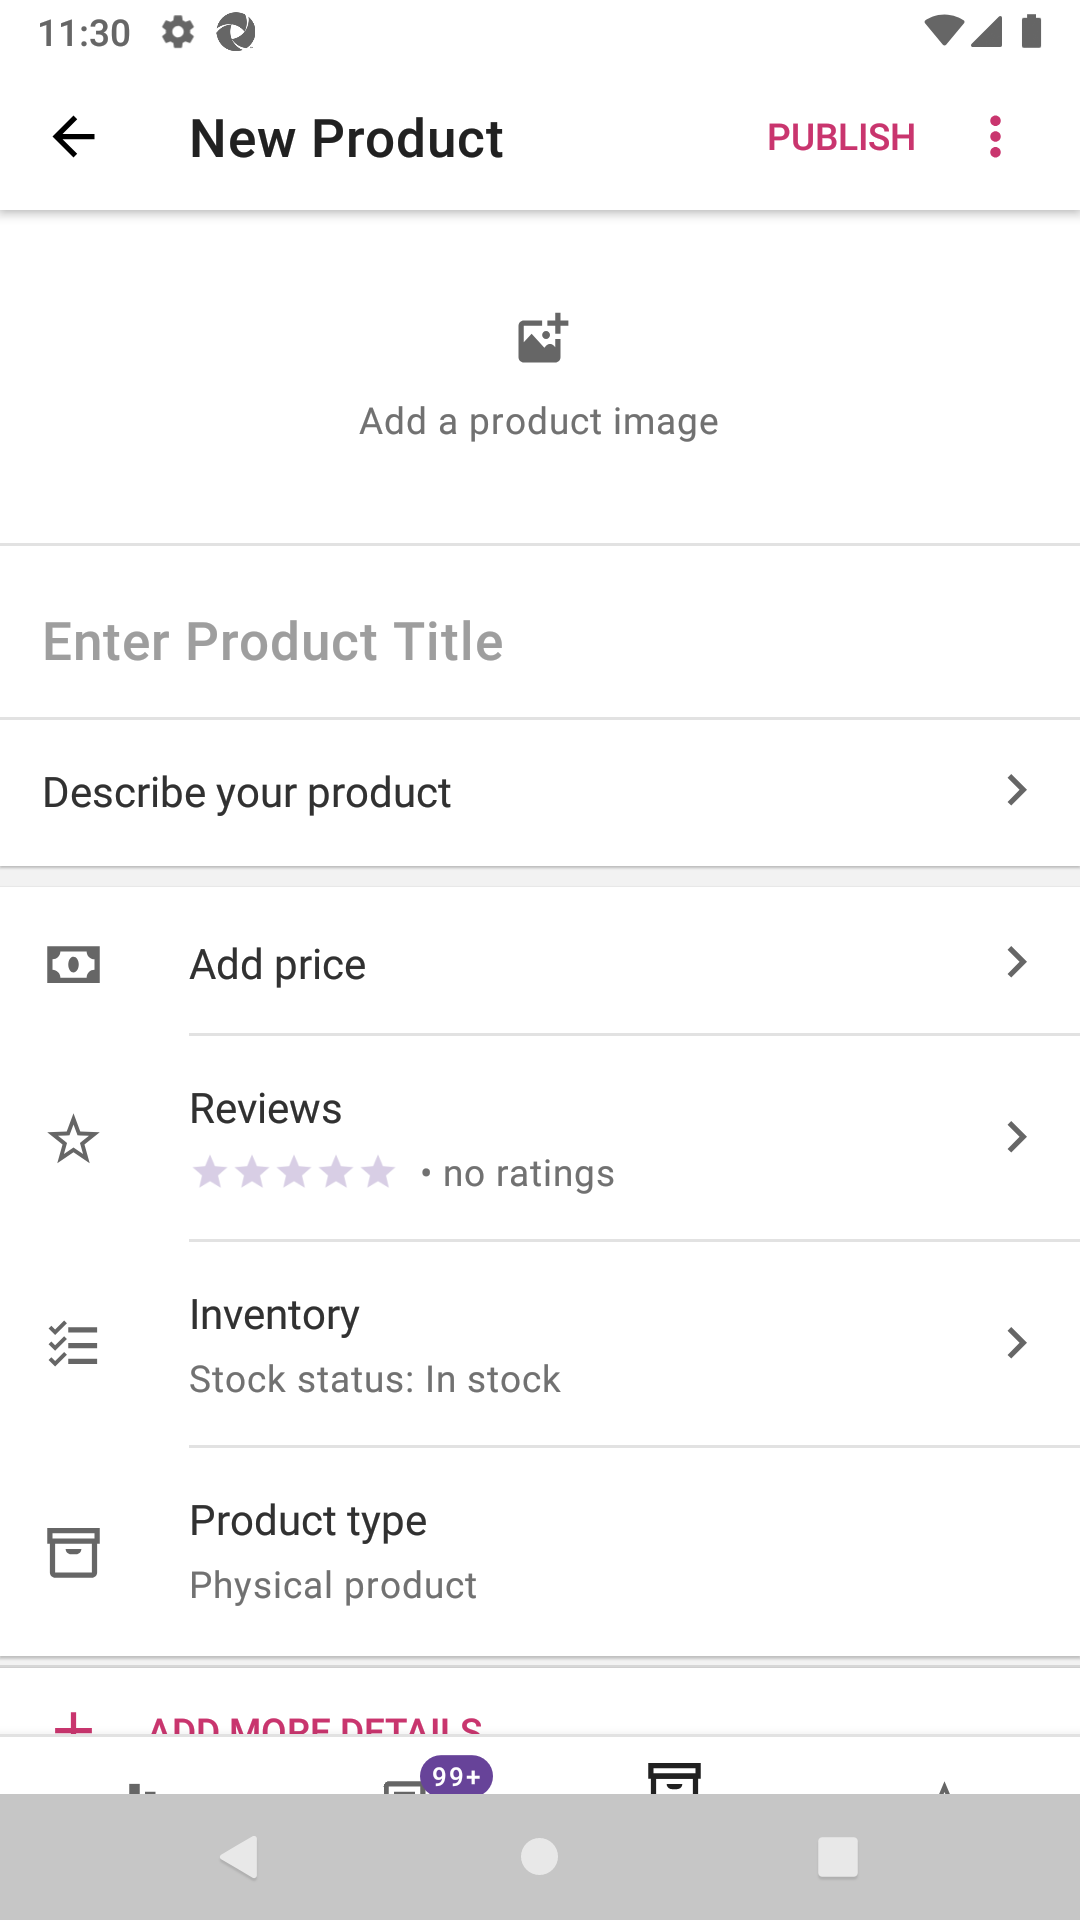 11:30
New Product
PUBLISH
Add a product image
Enter Product Title
Describe your product
Add price
Reviews
• no ratings
Inventory
Stock status: In stock
Product type
Physical product
ADD MORE DETAILS
99+